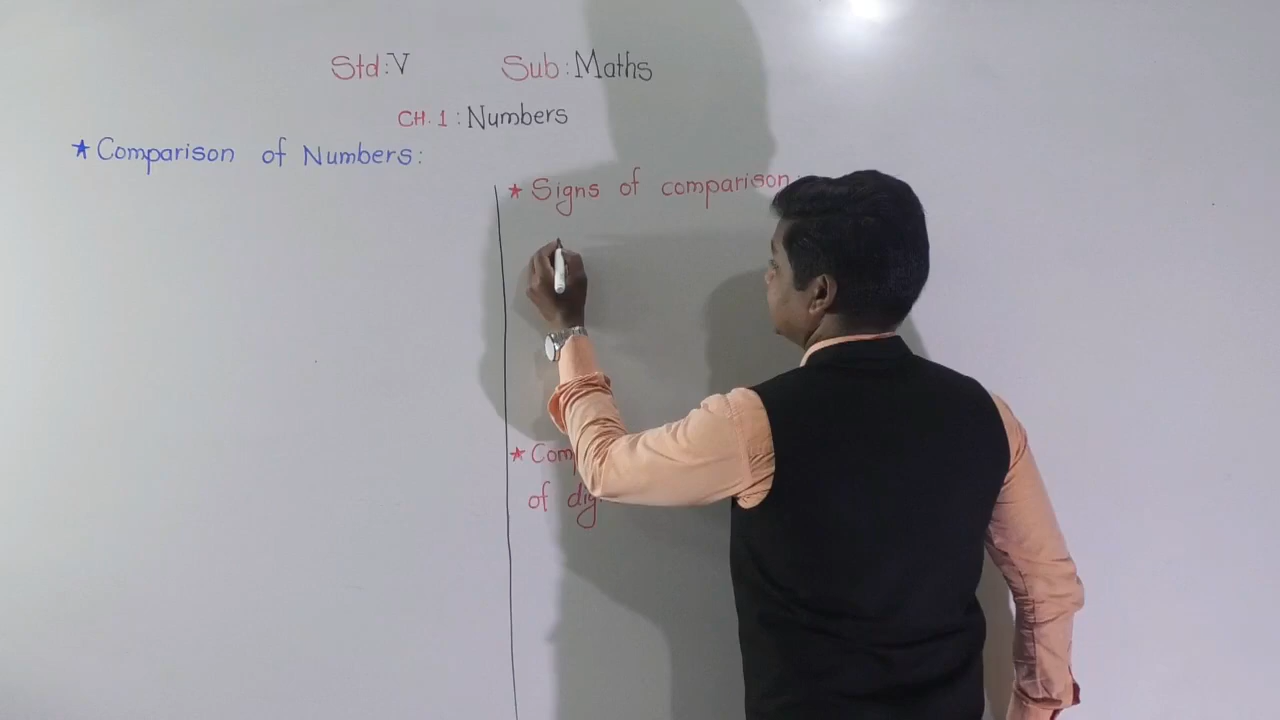 Std: V Sub: Maths
CH. 1: Numbers
★ Comparison of Numbers:
★ Signs of comparison:
★
of